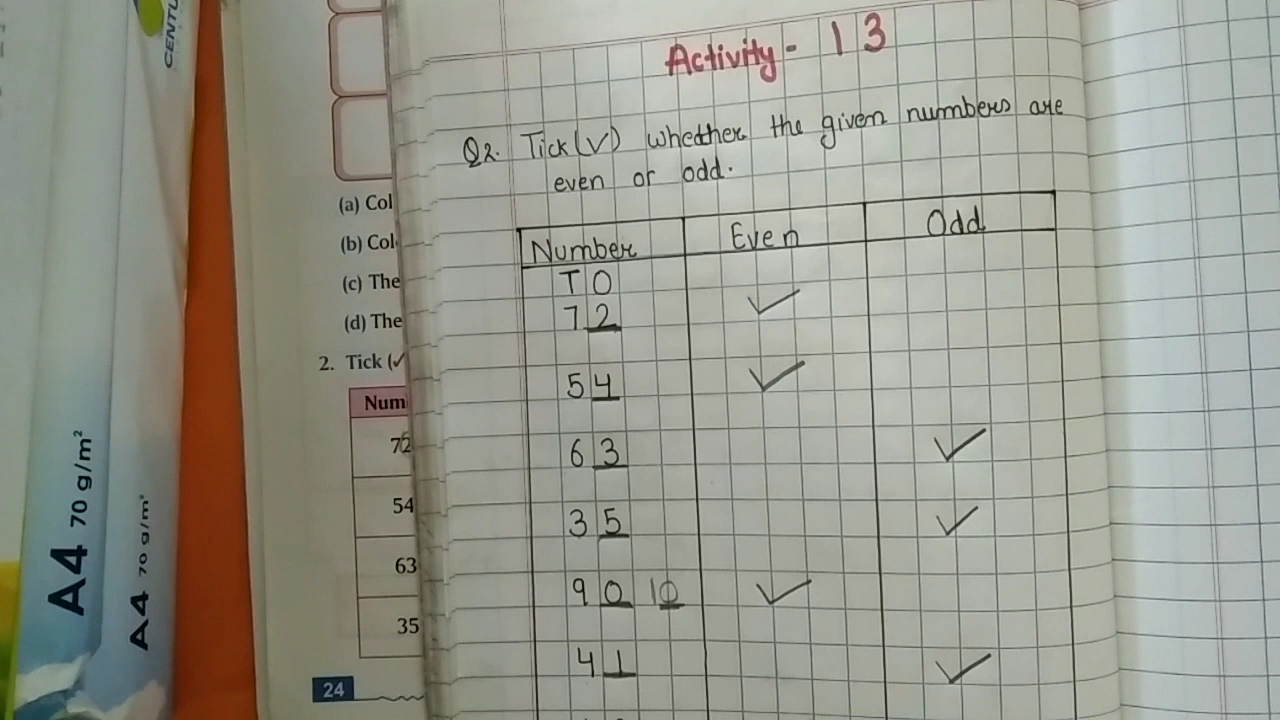 CENTU
A4 70 g/m²
A4 70 g/m²
(a) Col
(b) Col
(c) The
(d) The
2. Tick (✓
Num
72
54
63
35
24
Activity - 13
Q2. Tick (√) whether the given numbers are
even or odd.
Number Even Odd
T O
7 2 ✓
5 4 ✓
6 3 ✓
3 5 ✓
9 0 10 ✓
4 1 ✓